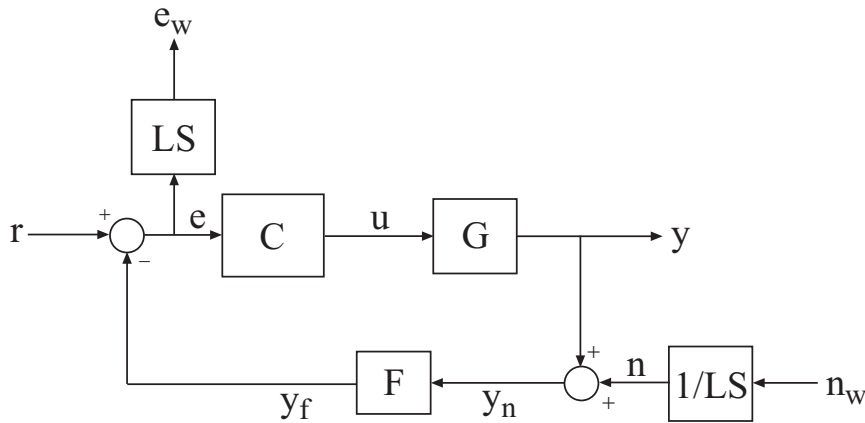 e_w
LS
r
+
−
e
C
u
G
y
+
+
n
1/LS
n_w
y_n
F
y_f